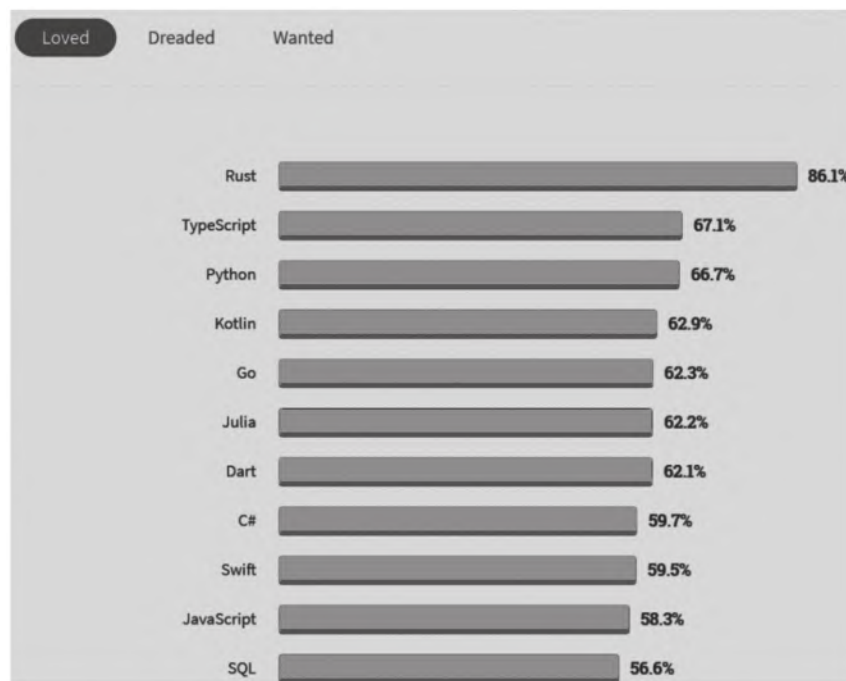 Loved Dreaded Wanted
Rust 86.1%
TypeScript 67.1%
Python 66.7%
Kotlin 62.9%
Go 62.3%
Julia 62.2%
Dart 62.1%
C# 59.7%
Swift 59.5%
JavaScript 58.3%
SQL 56.6%